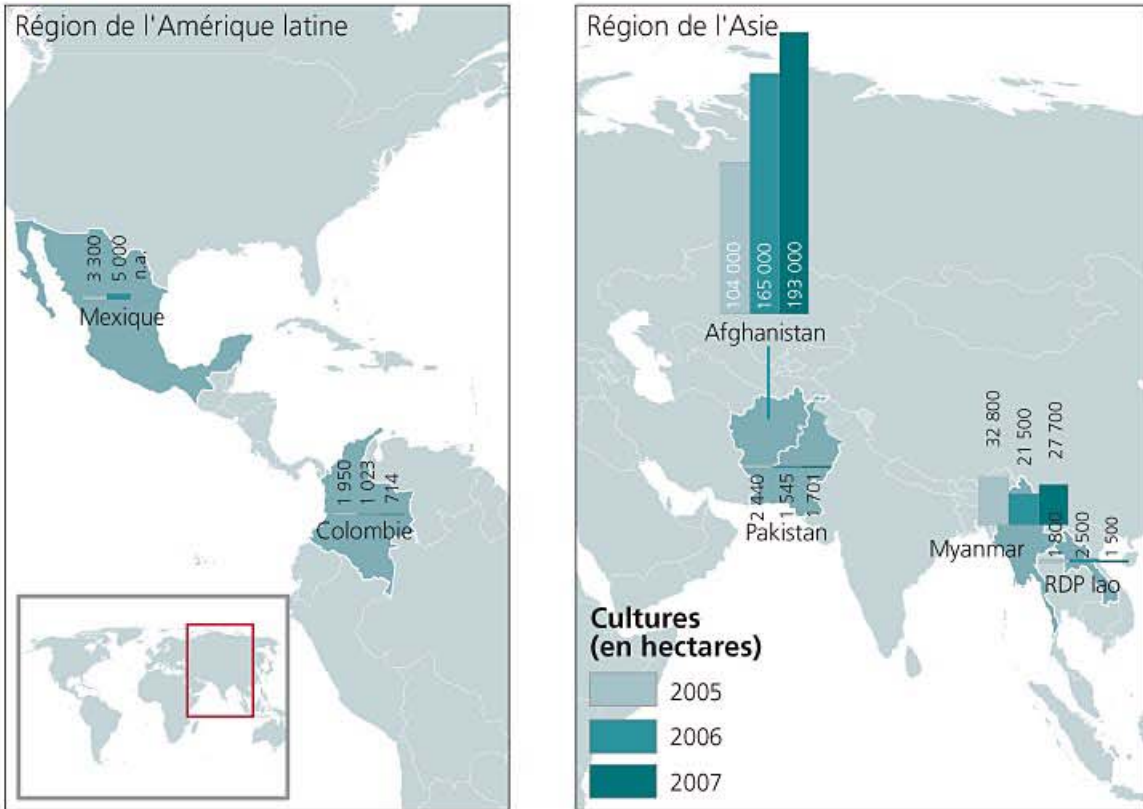 Région de l'Amérique latine
3 300
5 000
n.a.
Mexique
1 950
1 023
714
Colombie
Région de l'Asie
104 000
165 000
193 000
Afghanistan
2 440
1 545
1 701
Pakistan
32 800
21 500
27 700
Myanmar
1 800
2 500
1 500
RDP lao
Cultures
(en hectares)
2005
2006
2007